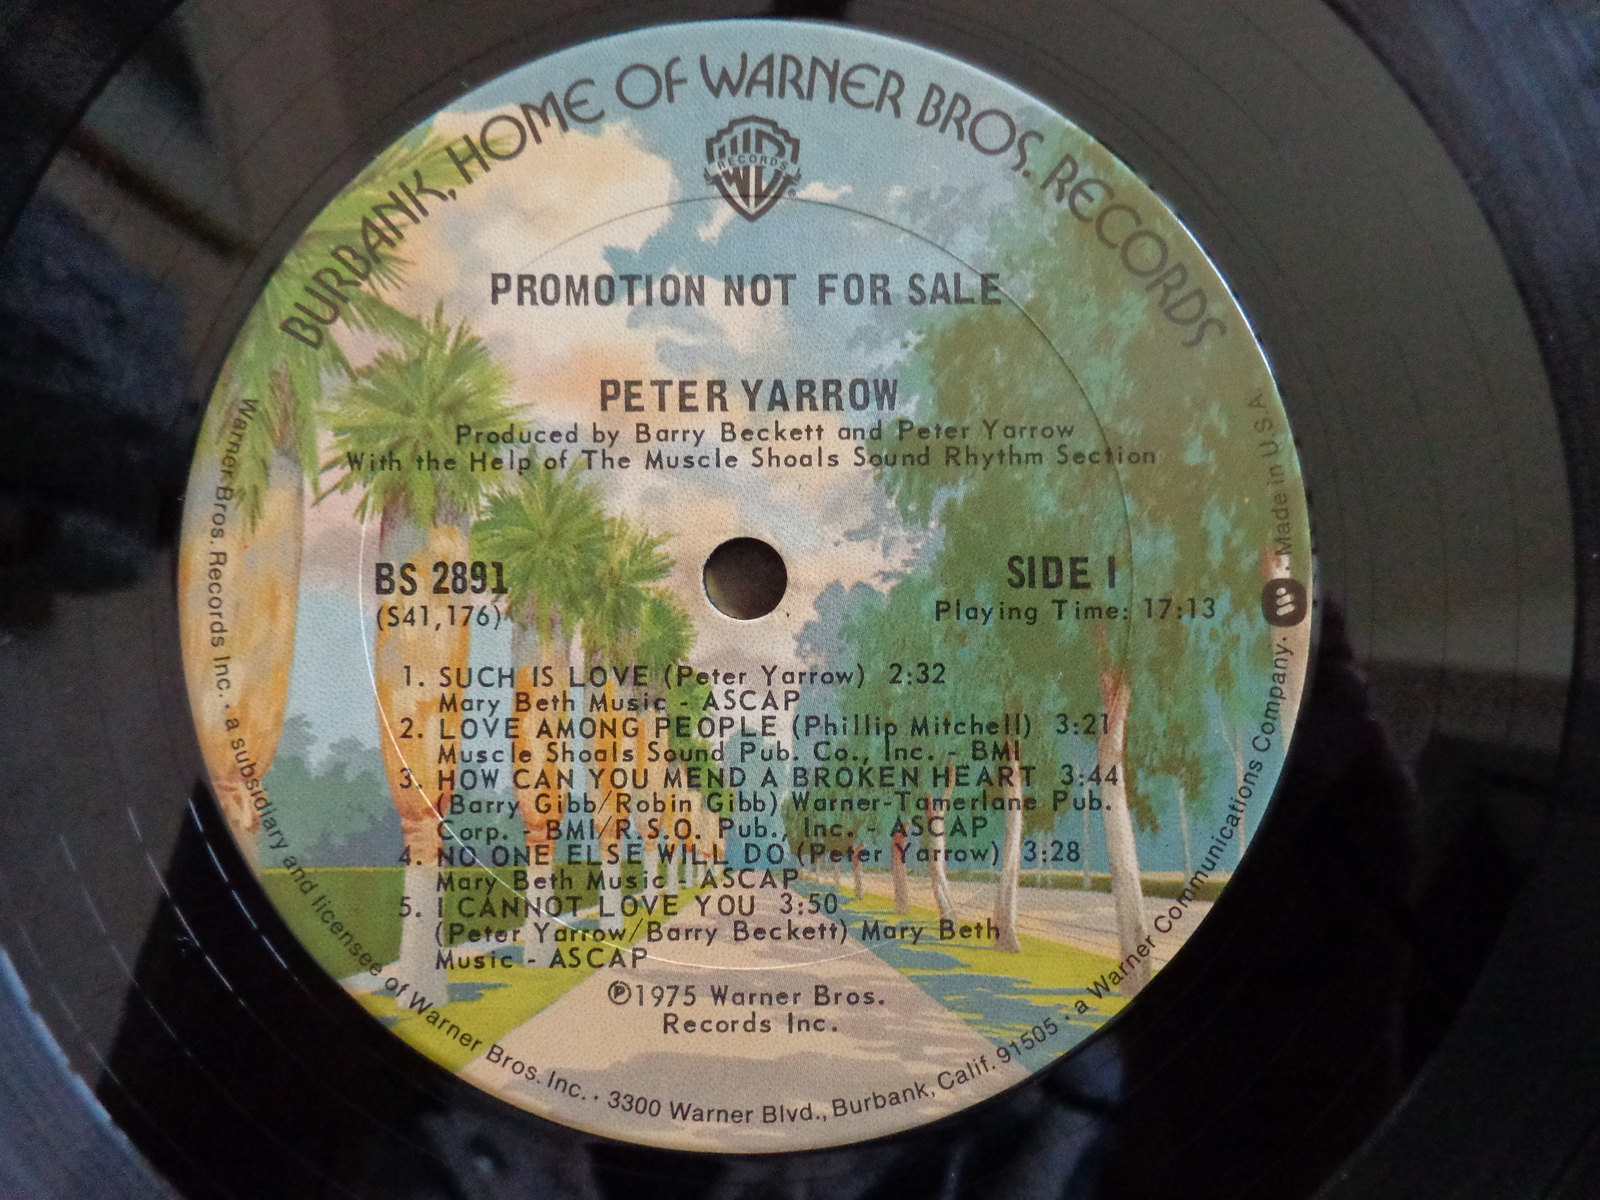 BURBANK, HOME OF WARNER BROS. RECORDS
RECORDS
PROMOTION NOT FOR SALE
PETER YARROW
Produced by Barry Beckett and Peter Yarrow
With the Help of The Muscle Shoals Sound Rhythm Section
BS 2891
(S41,176)
SIDE 1
Playing Time: 17:13
1. SUCH IS LOVE (Peter Yarrow) 2:32
Mary Beth Music - ASCAP
2. LOVE AMONG PEOPLE (Phillip Mitchell) 3:21
Muscle Shoals Sound Pub. Co., Inc. - BMI
3. HOW CAN YOU MEND A BROKEN HEART 3:44
(Barry Gibb/Robin Gibb) Warner-Tamerlane Pub.
Corp. - BMI/R.S.O. Pub., Inc. - ASCAP
4. NO ONE ELSE WILL DO (Peter Yarrow) 3:28
Mary Beth Music - ASCAP
5. I CANNOT LOVE YOU 3:50
(Peter Yarrow/Barry Beckett) Mary Beth
Music - ASCAP
℗1975 Warner Bros.
Records Inc.
Warner Bros. Records Inc. · a subsidiary and licensee of Warner Bros. Inc. · 3300 Warner Blvd., Burbank, Calif. 91505 · a Warner Communications Company. · Made in U.S.A.